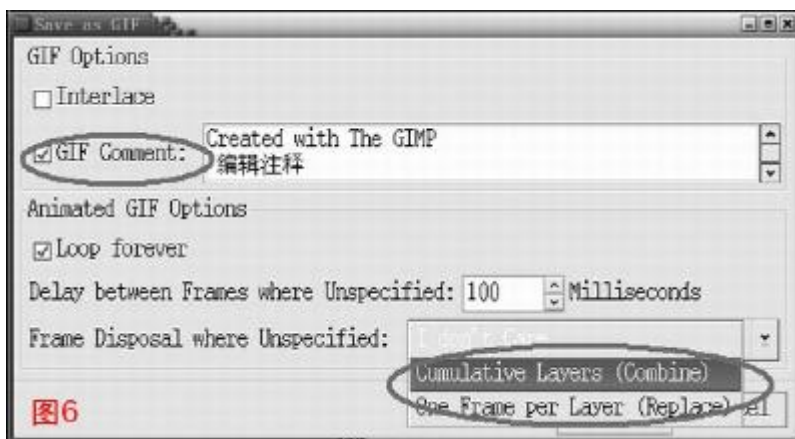 Save as GIF
GIF Options
Interlace
GIF Comment:
Created with The GIMP
编辑注释
Animated GIF Options
Loop forever
Delay between Frames where Unspecified: 100 Milliseconds
Frame Disposal where Unspecified: I don't care
Cumulative Layers (Combine)
One Frame per Layer (Replace)
图6